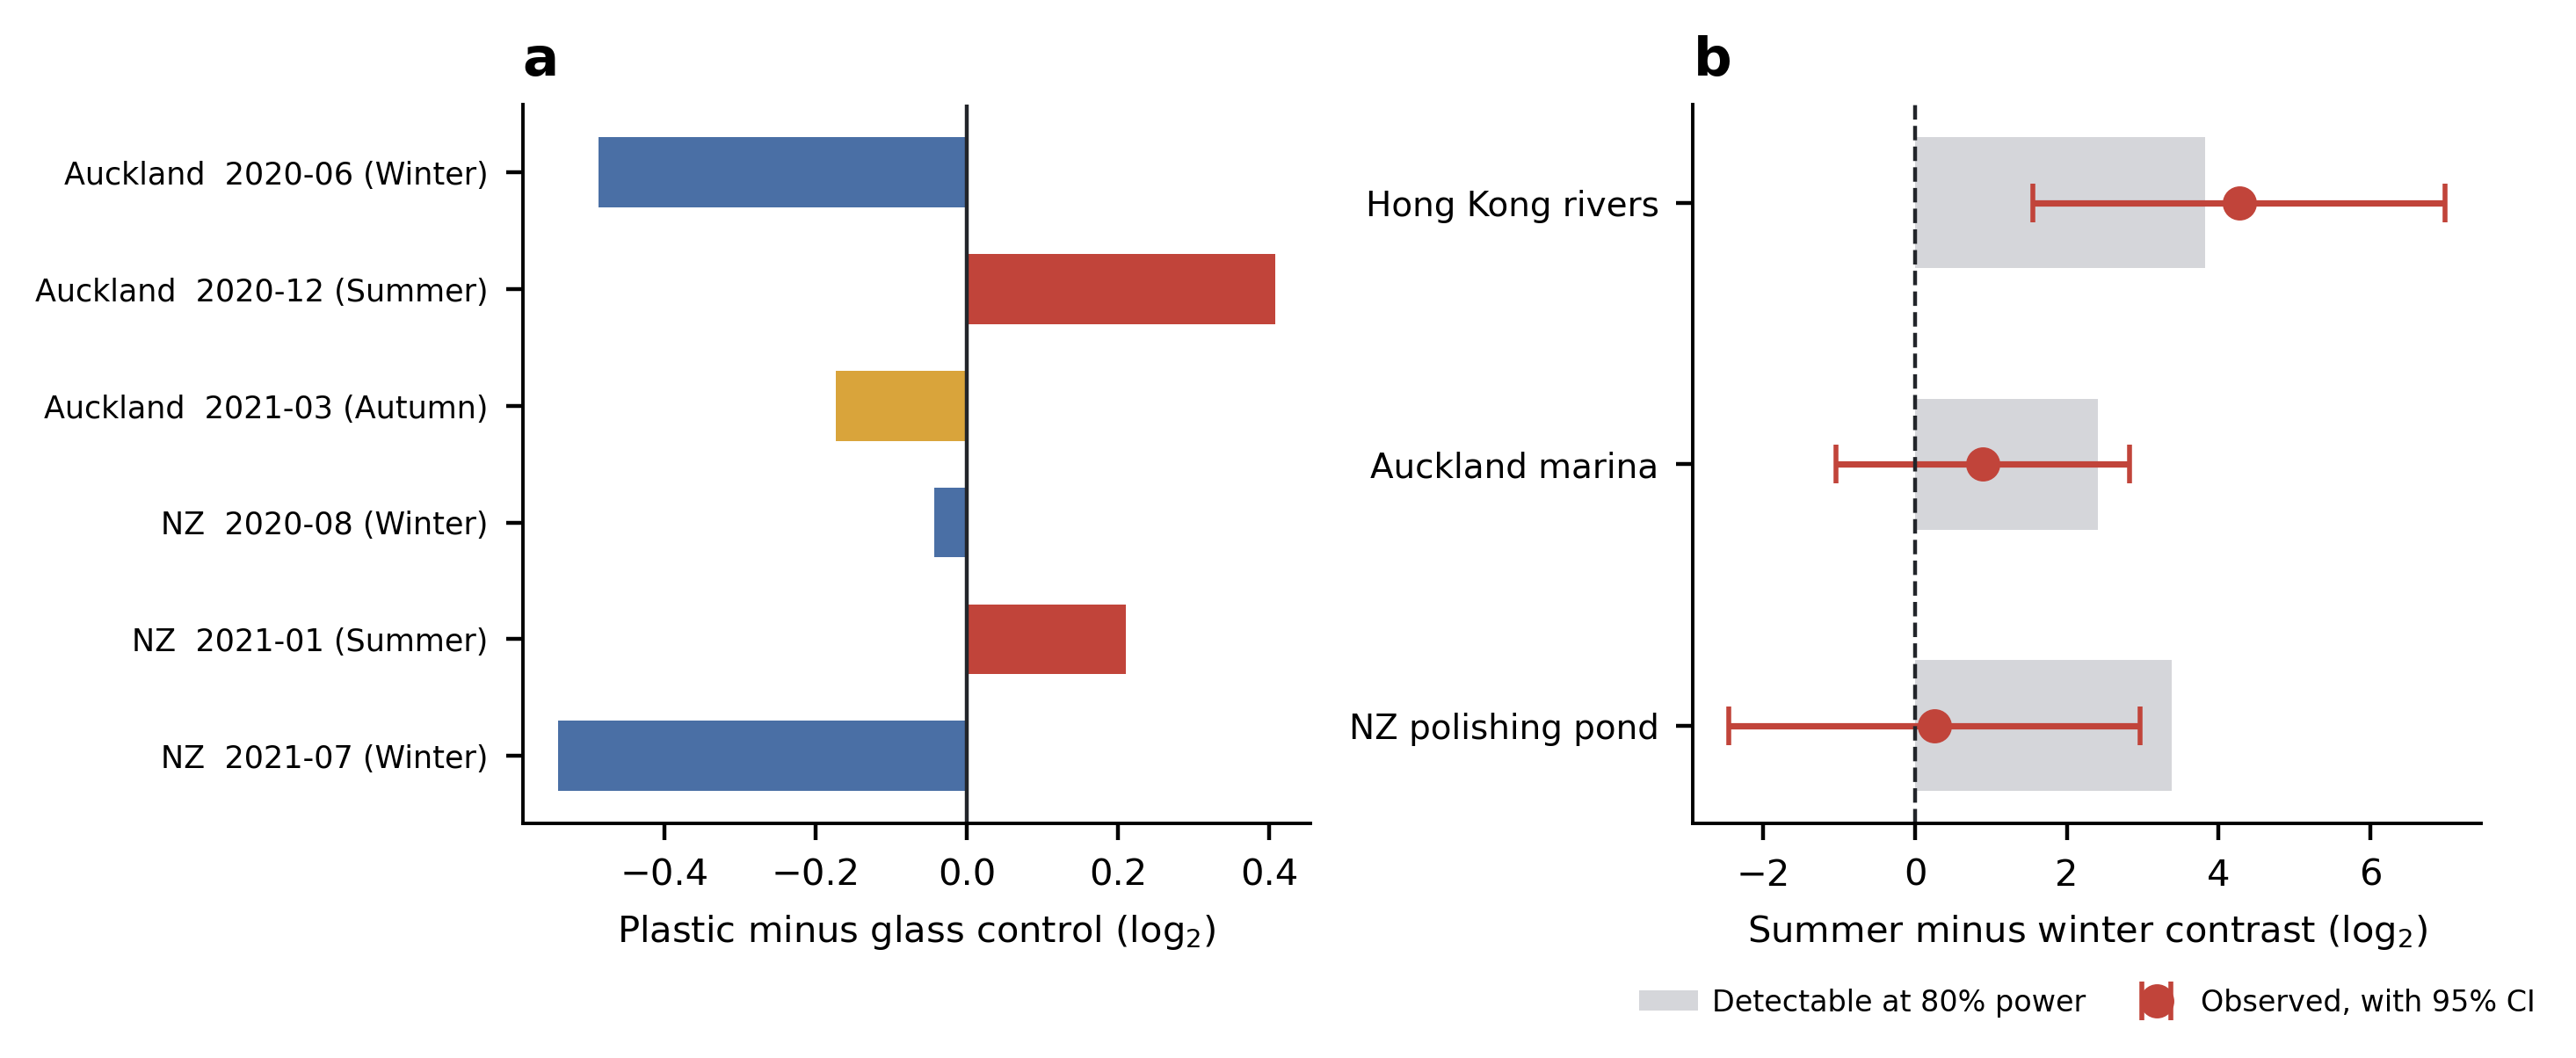 a
Auckland  2020-06 (Winter)
Auckland  2020-12 (Summer)
Auckland  2021-03 (Autumn)
NZ  2020-08 (Winter)
NZ  2021-01 (Summer)
NZ  2021-07 (Winter)
−0.4 −0.2 0.0 0.2 0.4
Plastic minus glass control (log₂)
b
Hong Kong rivers
Auckland marina
NZ polishing pond
−2 0 2 4 6
Summer minus winter contrast (log₂)
Detectable at 80% power
Observed, with 95% CI